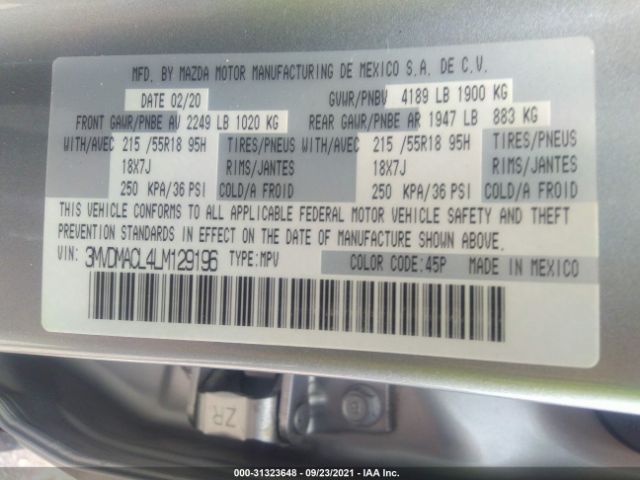 MFD. BY MAZDA MOTOR MANUFACTURING DE MEXICO S.A. DE C.V.
DATE 02/20 GVWR/PNBV 4189 LB 1900 KG
FRONT GAWR/PNBE AV 2249 LB 1020 KG REAR GAWR/PNBE AR 1947 LB 883 KG
WITH/AVEC 215 /55R18 95H TIRES/PNEUS WITH/AVEC 215 /55R18 95H TIRES/PNEUS
18X7J RIMS/JANTES 18X7J RIMS/JANTES
250 KPA/36 PSI COLD/A FROID 250 KPA/36 PSI COLD/A FROID
THIS VEHICLE CONFORMS TO ALL APPLICABLE FEDERAL MOTOR VEHICLE SAFETY AND THEFT
PREVENTION STANDARDS IN EFFECT ON THE DATE OF MANUFACTURE SHOWN ABOVE.
VIN: 3MVDMACL4LM129196 TYPE:MPV COLOR CODE:45P MADE IN MEXICO
ZR
B
000-31323648 - 09/23/2021 - IAA Inc.